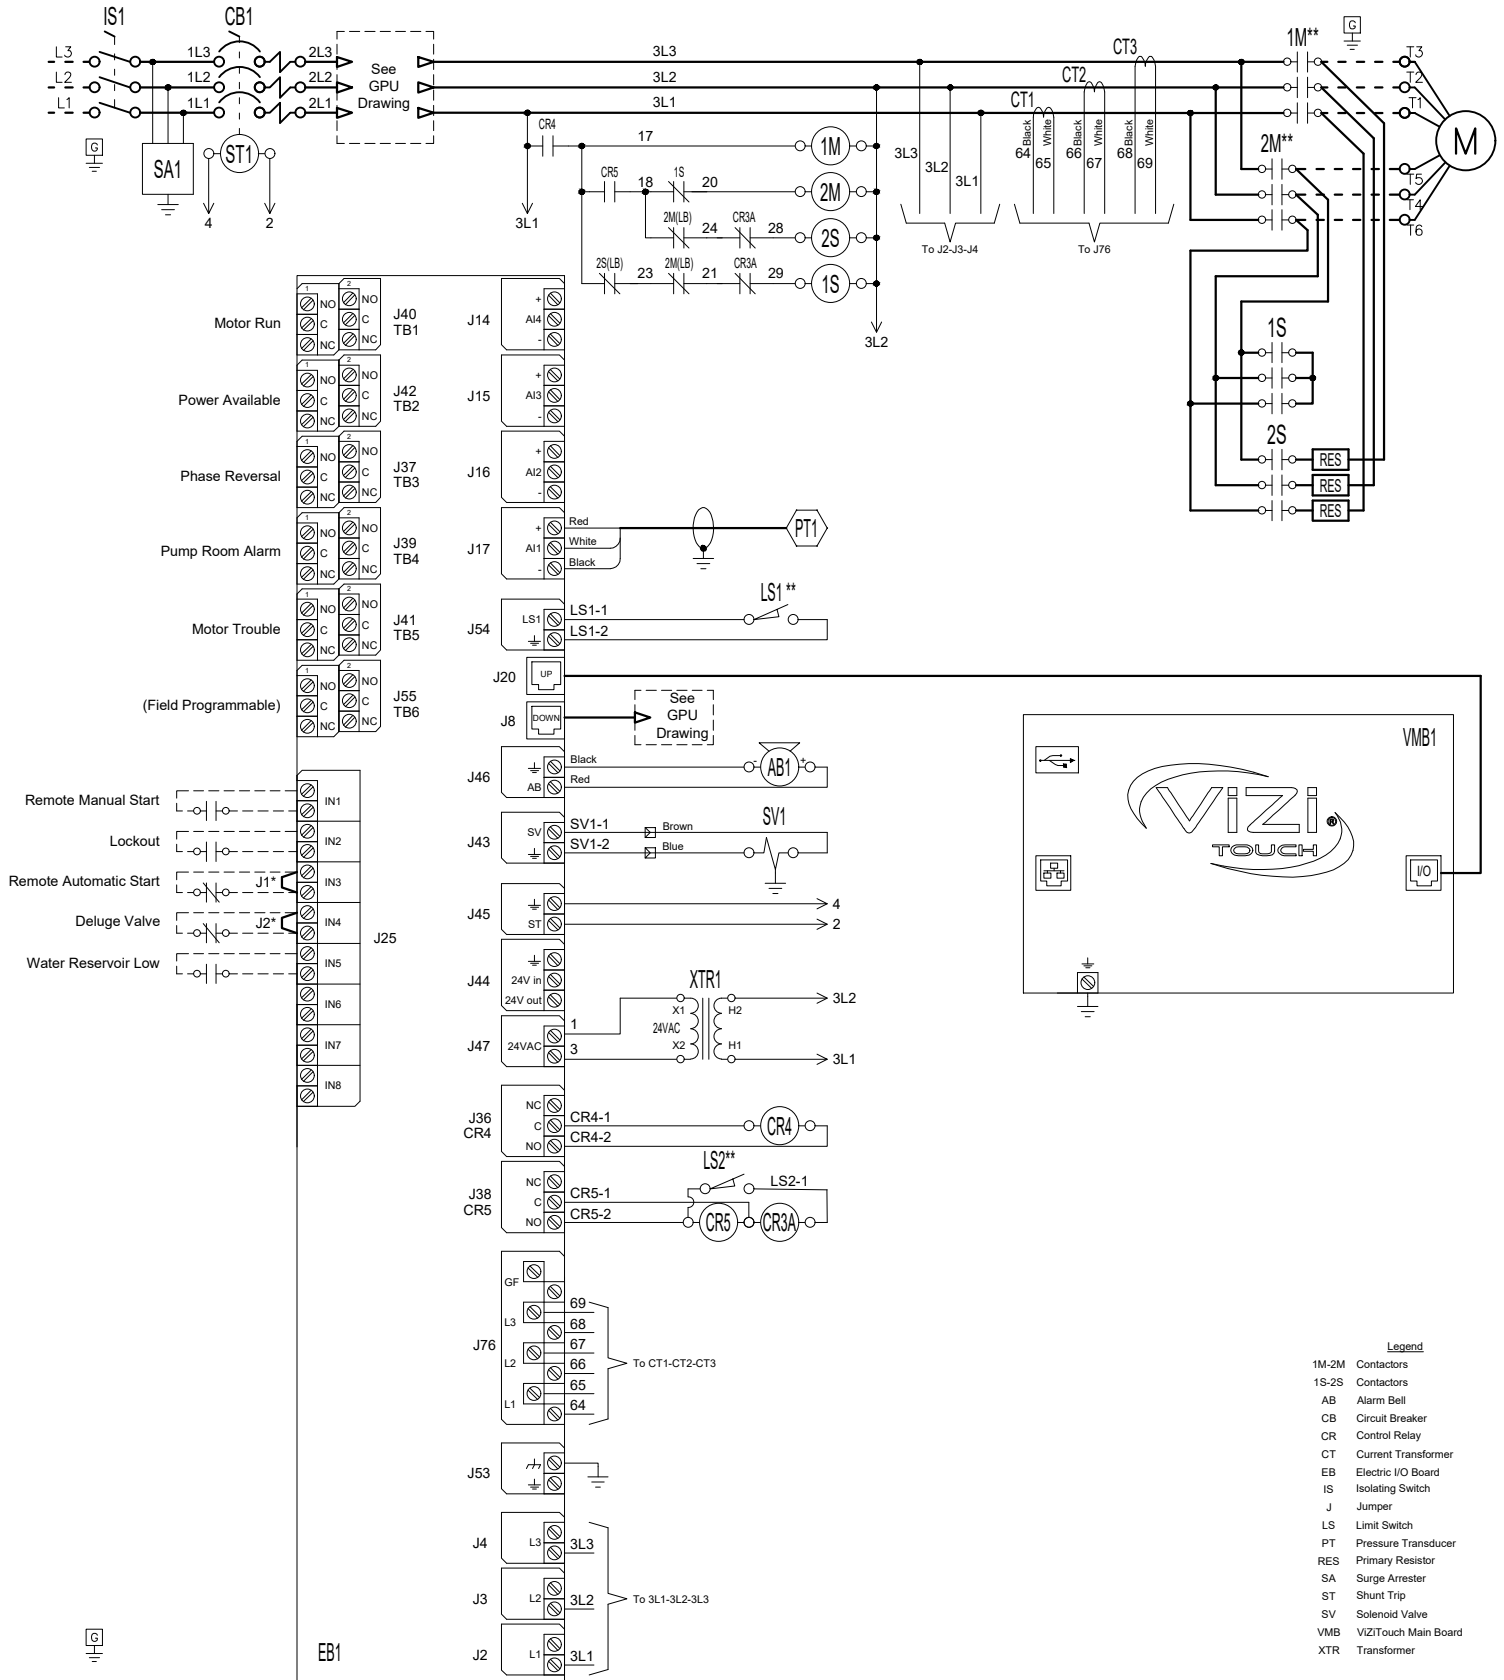 IS1 CB1
L3 1L3 2L3 3L3
L2 1L2 2L2 3L2
L1 1L1 2L1 3L1
See
GPU
Drawing
CT3
CT2
CT1
1M**
G
T3
T2
T1
M
2M**
T5
T4
T6
G
SA1
ST1
4 2
CR4 17 1M
CR5 18 1S 20 2M
2M(LB) 24 CR3A 28 2S
2S(LB) 23 2M(LB) 21 CR3A 29 1S
3L1
3L2
3L3
3L2
3L1
To J2-J3-J4
64 Black
65 White
66 Black
67 White
68 Black
69 White
To J76
1S
2S
RES
RES
RES
Motor Run
1 NO C NC
2 NO C NC
J40
TB1
Power Available
1 NO C NC
2 NO C NC
J42
TB2
Phase Reversal
1 NO C NC
2 NO C NC
J37
TB3
Pump Room Alarm
1 NO C NC
2 NO C NC
J39
TB4
Motor Trouble
1 NO C NC
2 NO C NC
J41
TB5
(Field Programmable)
1 NO C NC
2 NO C NC
J55
TB6
Remote Manual Start IN1
Lockout IN2
Remote Automatic Start J1* IN3
Deluge Valve J2* IN4
Water Reservoir Low IN5
IN6
IN7
IN8
J25
J14 + AI4 -
J15 + AI3 -
J16 + AI2 -
J17 + AI1 -
Red
White
Black
PT1
J54 LS1
LS1-1
LS1-2
LS1 **
J20 UP
J8 DOWN
See
GPU
Drawing
J46 AB
Black
Red
- AB1 +
J43 SV
SV1-1 Brown
SV1-2 Blue
SV1
J45 ST
4
2
J44 24V in
24V out
J47 24VAC
1
3
XTR1
X1 H2
24VAC
X2 H1
3L2
3L1
J36
CR4
NC
C CR4-1
NO CR4-2
CR4
J38
CR5
NC
C CR5-1
NO CR5-2
LS2**
LS2-1
CR5 CR3A
J76
GF
L3
L2
L1
69
68
67
66
65
64
To CT1-CT2-CT3
J53
J4 L3 3L3
J3 L2 3L2
J2 L1 3L1
To 3L1-3L2-3L3
G
EB1
VMB1
ViZi
®
TOUCH
I/O
Legend
1M-2M Contactors
1S-2S Contactors
AB Alarm Bell
CB Circuit Breaker
CR Control Relay
CT Current Transformer
EB Electric I/O Board
IS Isolating Switch
J Jumper
LS Limit Switch
PT Pressure Transducer
RES Primary Resistor
SA Surge Arrester
ST Shunt Trip
SV Solenoid Valve
VMB ViZiTouch Main Board
XTR Transformer